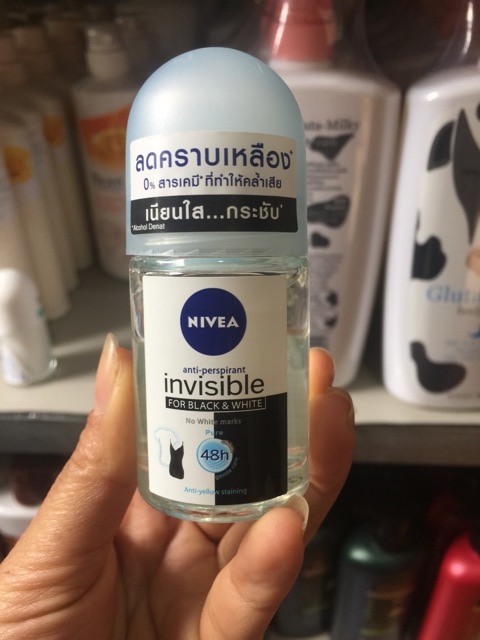 ลดคราบเหลือง*
0% สารเคมี*ที่ทำให้คล้ำเสีย
เนียนใส...กระชับ*
*Alcohol Denat
NIVEA
anti-perspirant
invisible
FOR BLACK & WHITE
No White marks
Pure
48h
Anti-yellow staining
Gluta